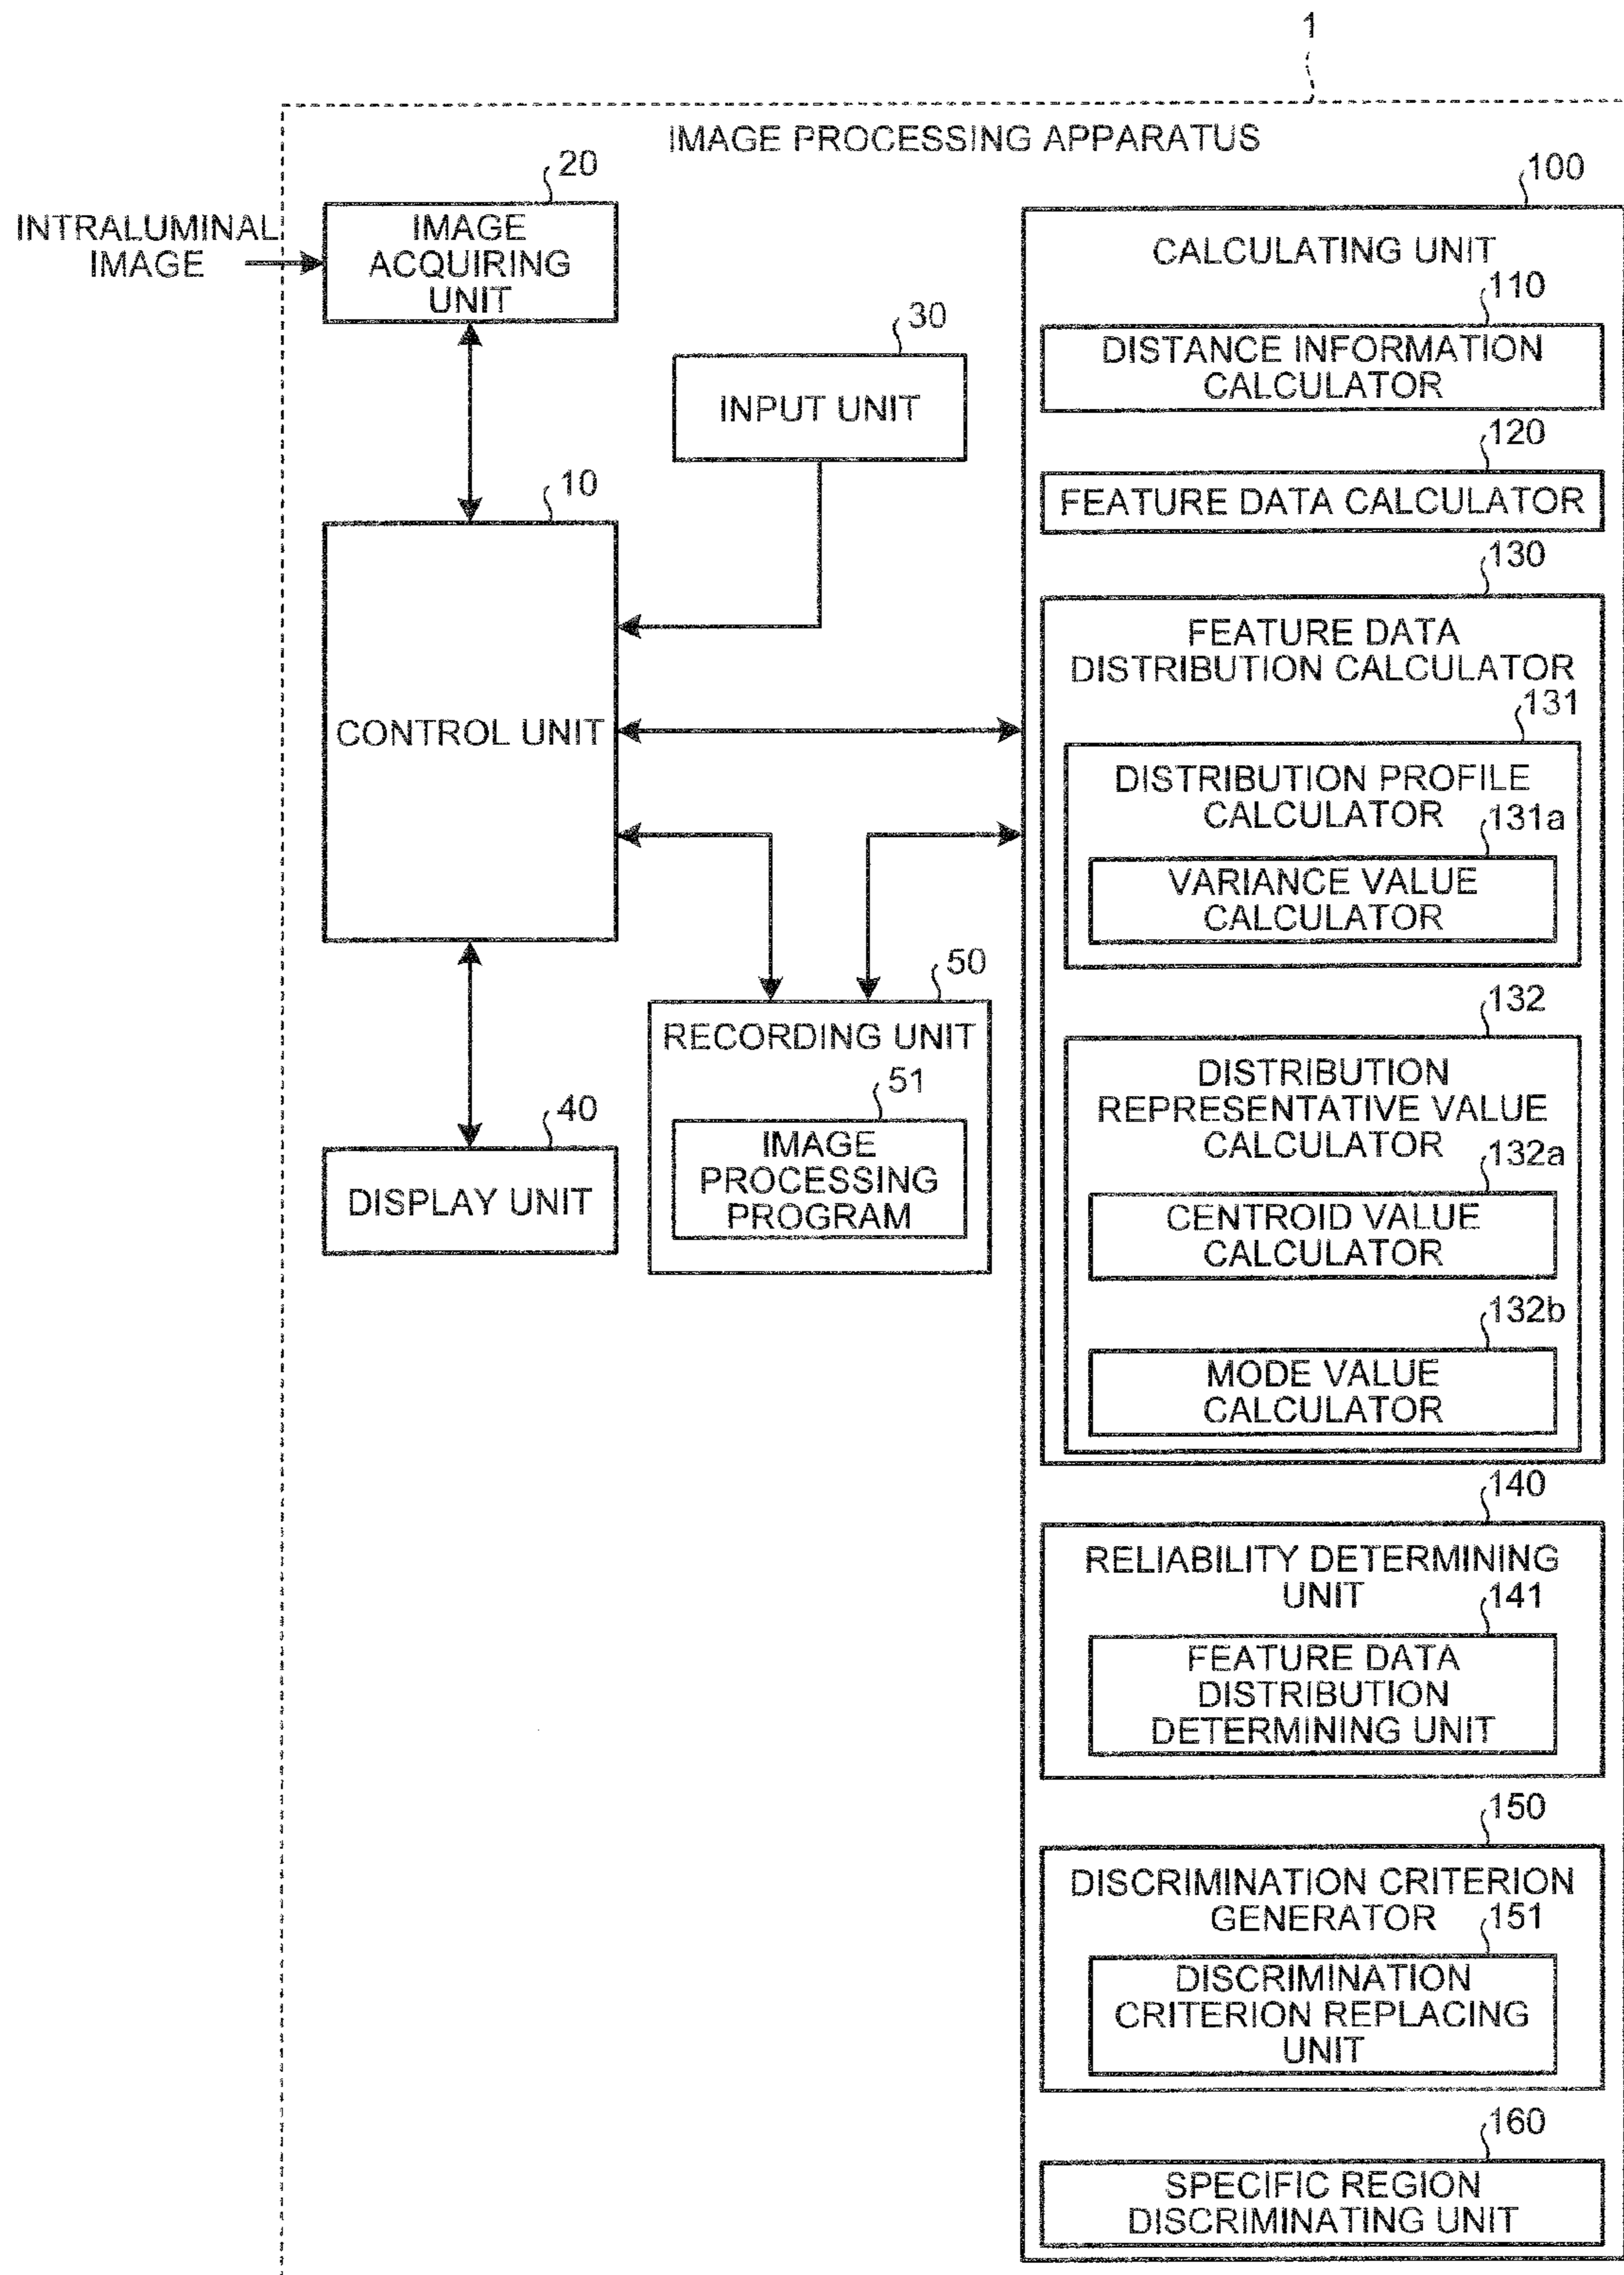 1
IMAGE PROCESSING APPARATUS
20
IMAGE
ACQUIRING
UNIT
INTRALUMINAL
IMAGE
30
INPUT UNIT
10
CONTROL UNIT
40
DISPLAY UNIT
50
RECORDING UNIT
51
IMAGE
PROCESSING
PROGRAM
100
CALCULATING UNIT
110
DISTANCE INFORMATION
CALCULATOR
120
FEATURE DATA CALCULATOR
130
FEATURE DATA
DISTRIBUTION CALCULATOR
131
DISTRIBUTION PROFILE
CALCULATOR
131a
VARIANCE VALUE
CALCULATOR
132
DISTRIBUTION
REPRESENTATIVE VALUE
CALCULATOR
132a
CENTROID VALUE
CALCULATOR
132b
MODE VALUE
CALCULATOR
140
RELIABILITY DETERMINING
UNIT
141
FEATURE DATA
DISTRIBUTION
DETERMINING UNIT
150
DISCRIMINATION CRITERION
GENERATOR
151
DISCRIMINATION
CRITERION REPLACING
UNIT
160
SPECIFIC REGION
DISCRIMINATING UNIT